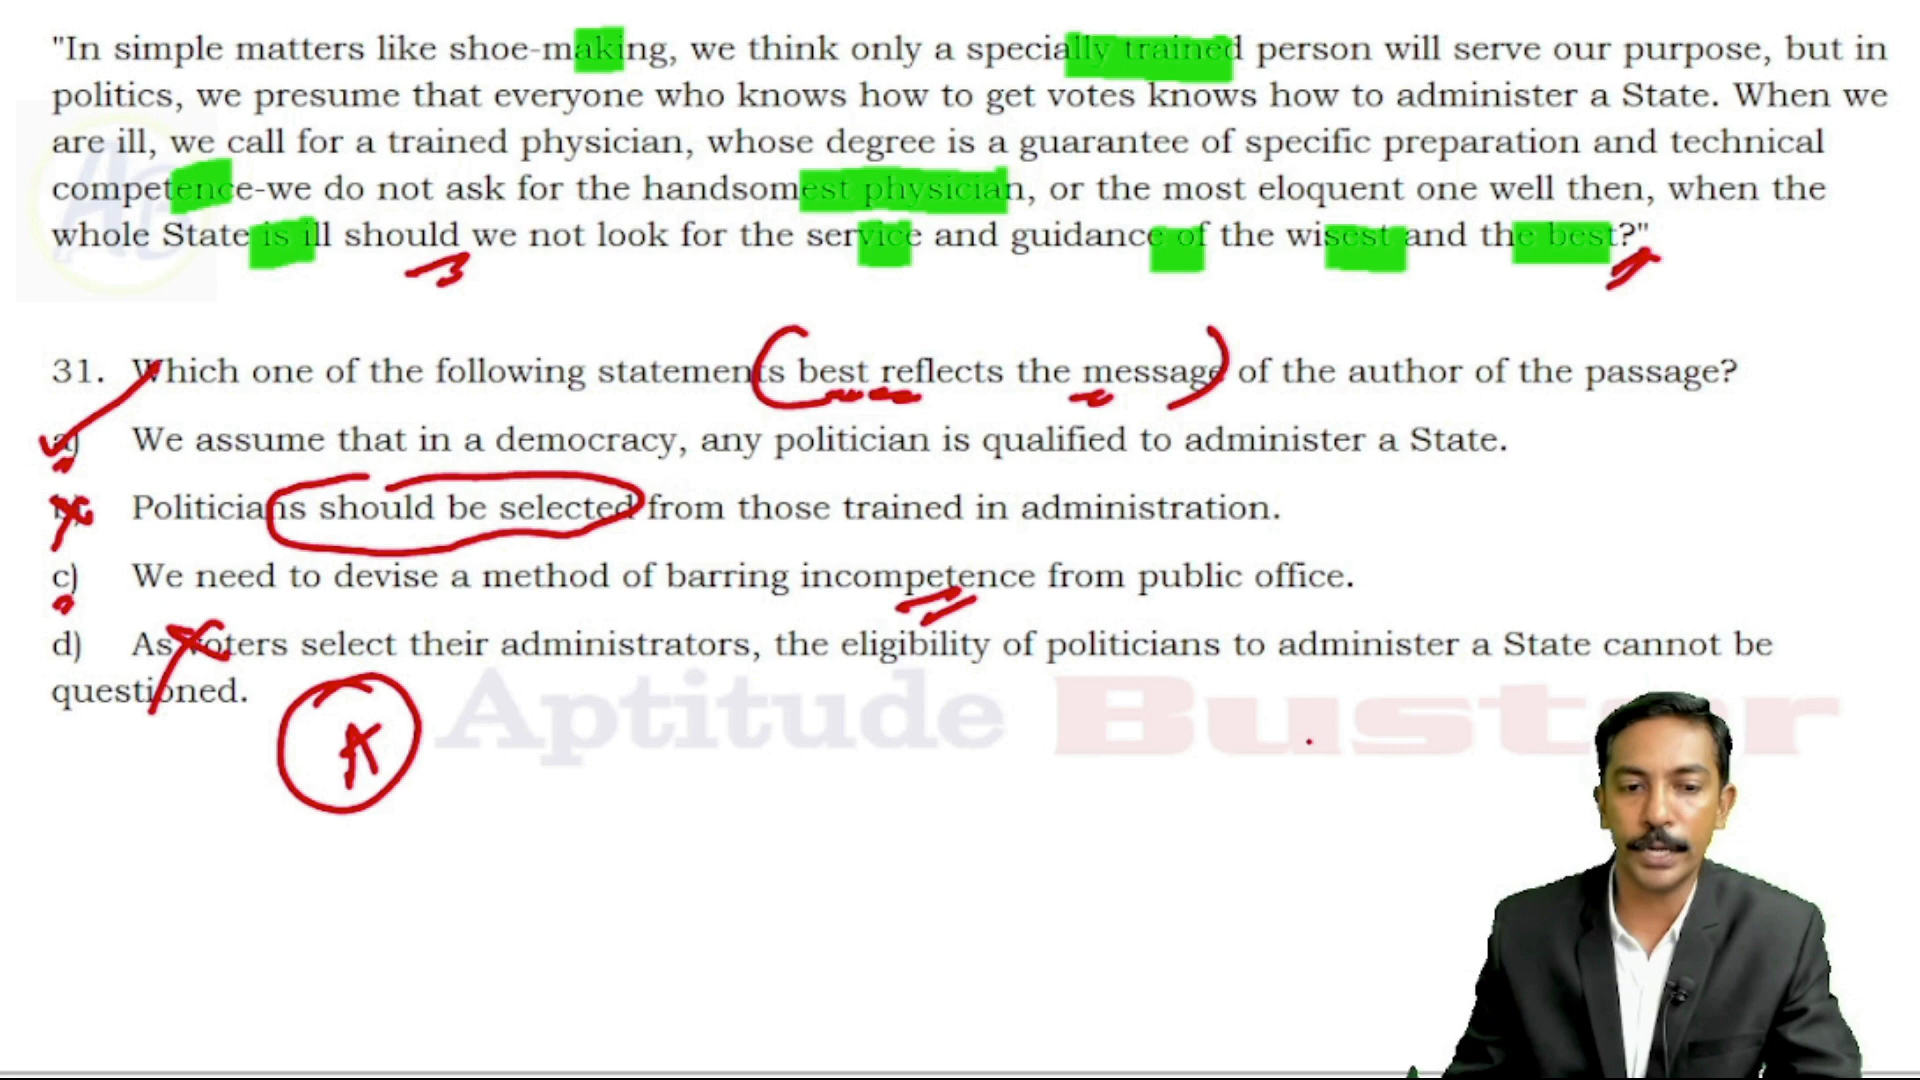 "In simple matters like shoe-making, we think only a specially trained person will serve our purpose, but in
politics, we presume that everyone who knows how to get votes knows how to administer a State. When we
are ill, we call for a trained physician, whose degree is a guarantee of specific preparation and technical
competence-we do not ask for the handsomest physician, or the most eloquent one well then, when the
whole State is ill should we not look for the service and guidance of the wisest and the best?"
31. Which one of the following statements best reflects the message of the author of the passage?
a) We assume that in a democracy, any politician is qualified to administer a State.
b) Politicians should be selected from those trained in administration.
c) We need to devise a method of barring incompetence from public office.
d) As voters select their administrators, the eligibility of politicians to administer a State cannot be
questioned.
A
Aptitude Buster
AB